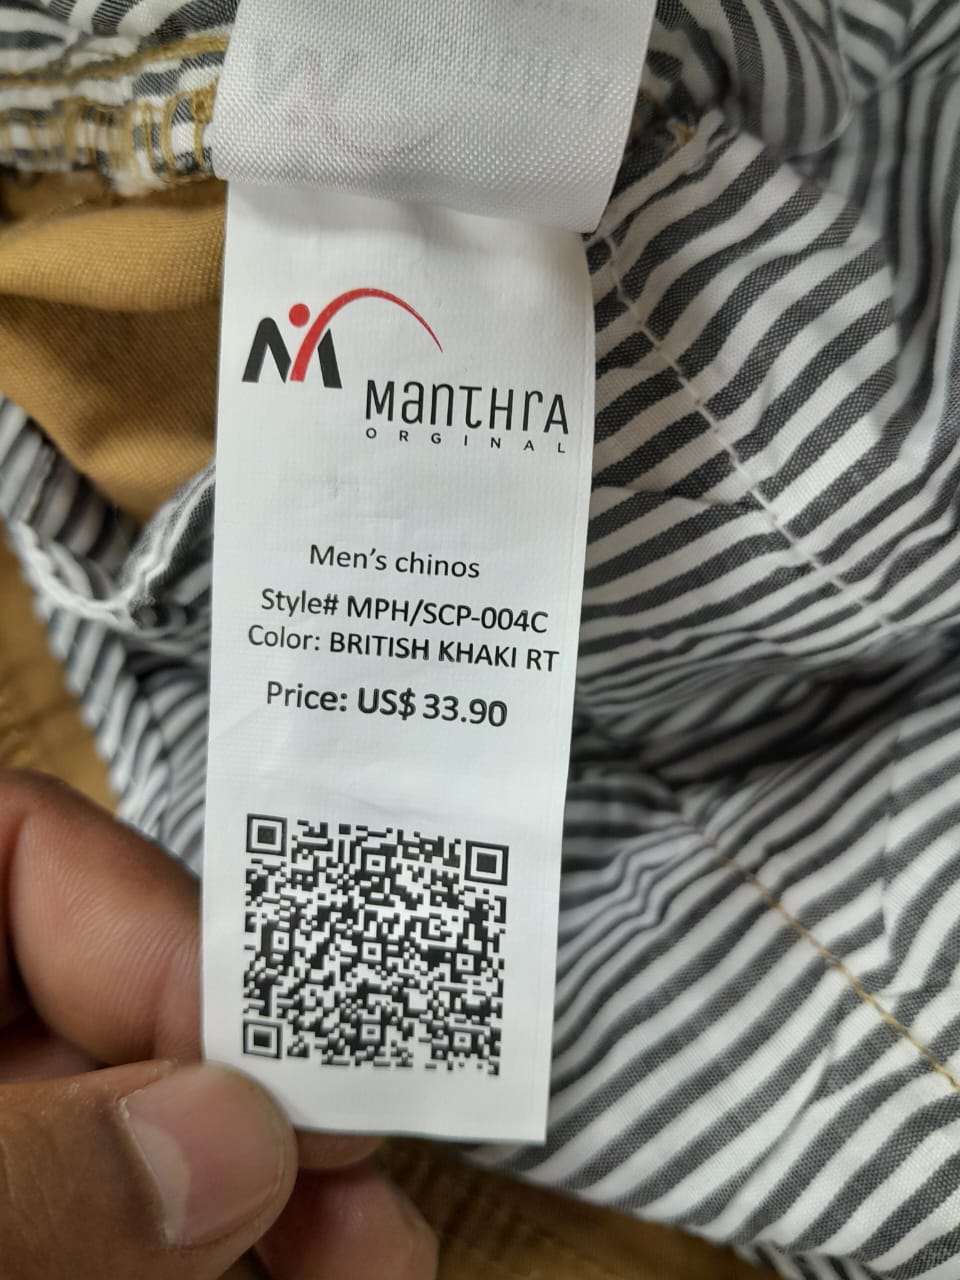 Manthra
ORGINAL
Men's chinos
Style# MPH/SCP-004C
Color: BRITISH KHAKI RT
Price: US$ 33.90